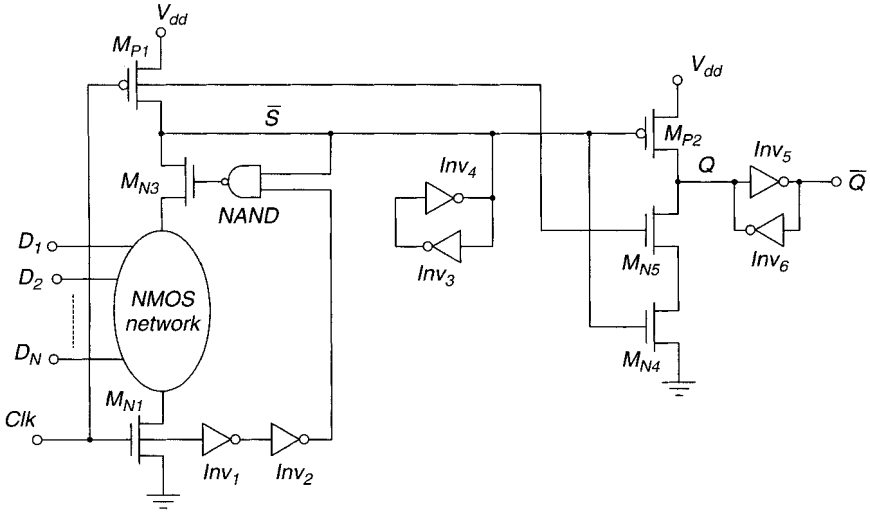 V_dd
M_P1
V_dd
S̅
M_P2
Inv_4
Q
Inv_5
Q̅
M_N3
NAND
D_1
Inv_3
M_N5
Inv_6
D_2
NMOS
network
D_N
M_N4
M_N1
Clk
Inv_1
Inv_2